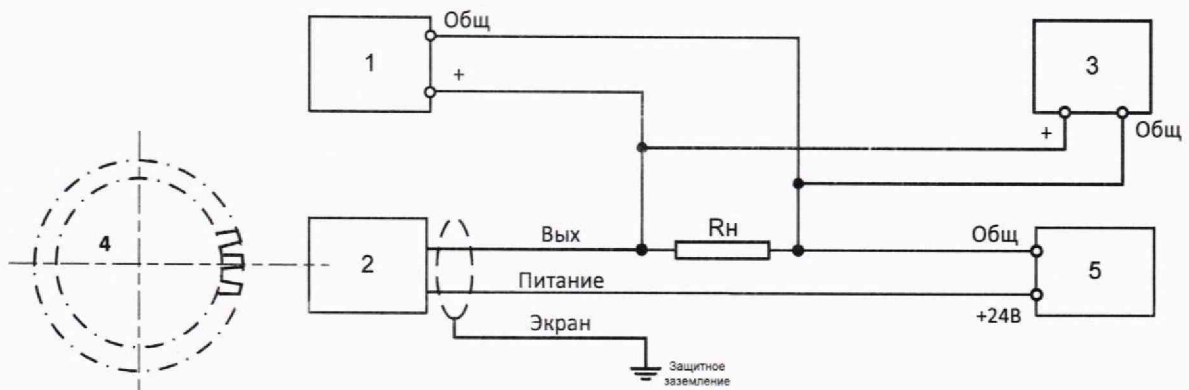 Общ
1
+
3
+
Общ
4
2
Вых
Rн
Общ
5
Питание
+24В
Экран
Защитное
заземление